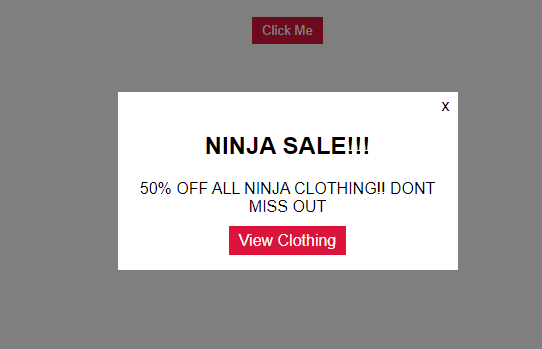 Click Me
x
NINJA SALE!!!
50% OFF ALL NINJA CLOTHING!! DONT
MISS OUT
View Clothing